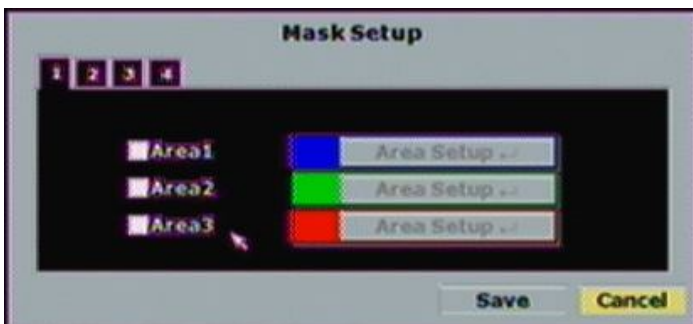 Mask Setup
1 2 3 4
Area1 Area Setup ↵
Area2 Area Setup ↵
Area3 Area Setup ↵
Save Cancel